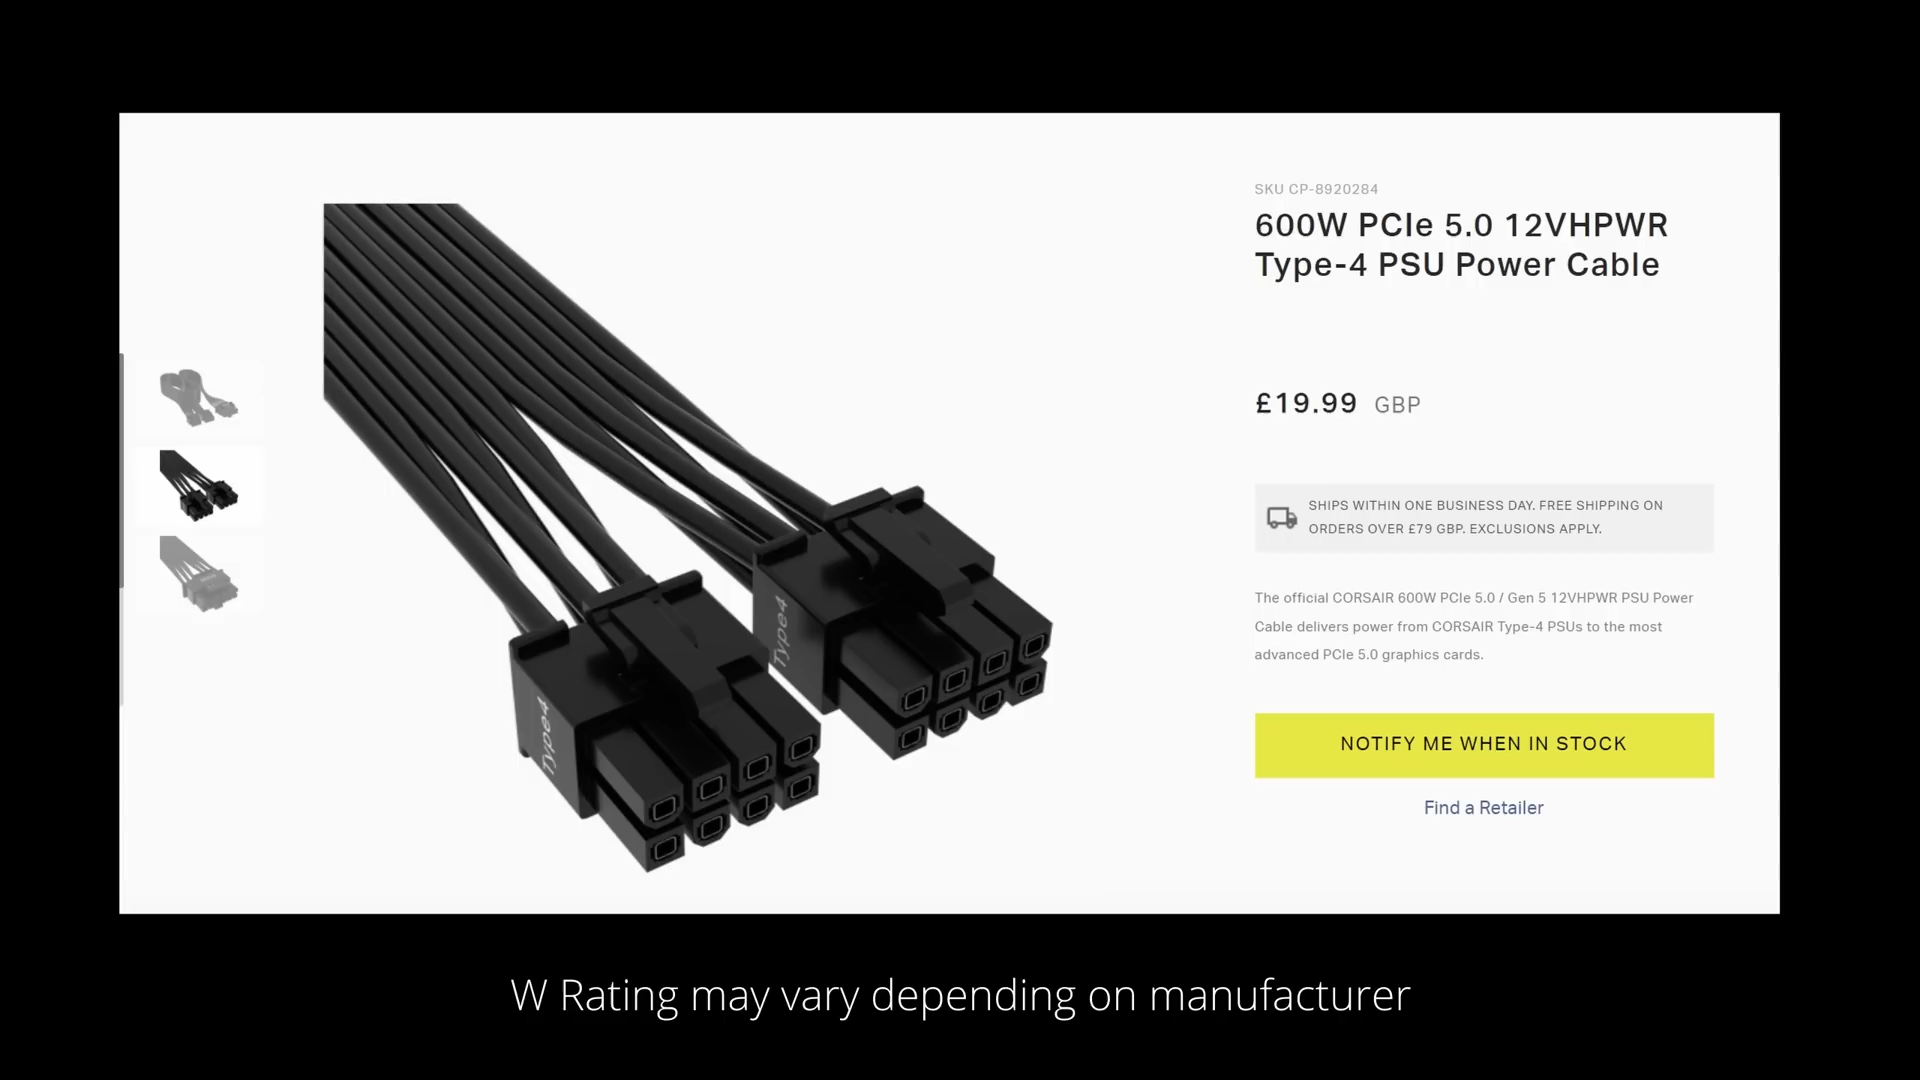 SKU CP-8920284
600W PCIe 5.0 12VHPWR
Type-4 PSU Power Cable
£19.99 GBP
SHIPS WITHIN ONE BUSINESS DAY. FREE SHIPPING ON
ORDERS OVER £79 GBP. EXCLUSIONS APPLY.
The official CORSAIR 600W PCIe 5.0 / Gen 5 12VHPWR PSU Power
Cable delivers power from CORSAIR Type-4 PSUs to the most
advanced PCIe 5.0 graphics cards.
NOTIFY ME WHEN IN STOCK
Find a Retailer
Type4
Type4
W Rating may vary depending on manufacturer